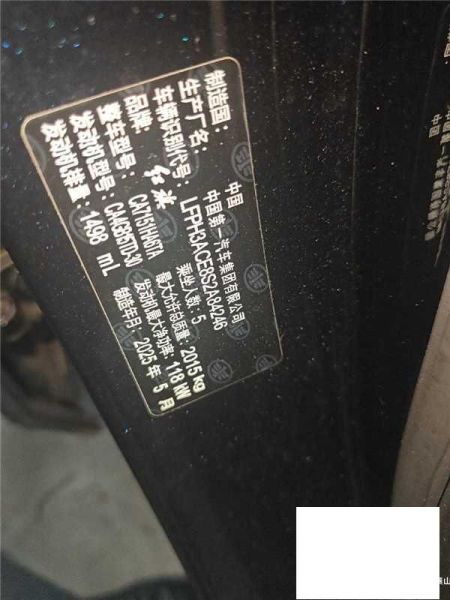 制造国: 中国
生产厂名: 中国第一汽车集团有限公司
车辆识别代号: LFPH3ACE8S2A84246
品牌: 红旗 乘坐人数: 5
整车型号: CA7151HA6TA 最大允许总质量: 2015 kg
发动机型号: CA4GB15TD-30 发动机最大净功率: 118 kW
发动机排量: 1498 mL 制造年月: 2025 年 5 月
中国
山